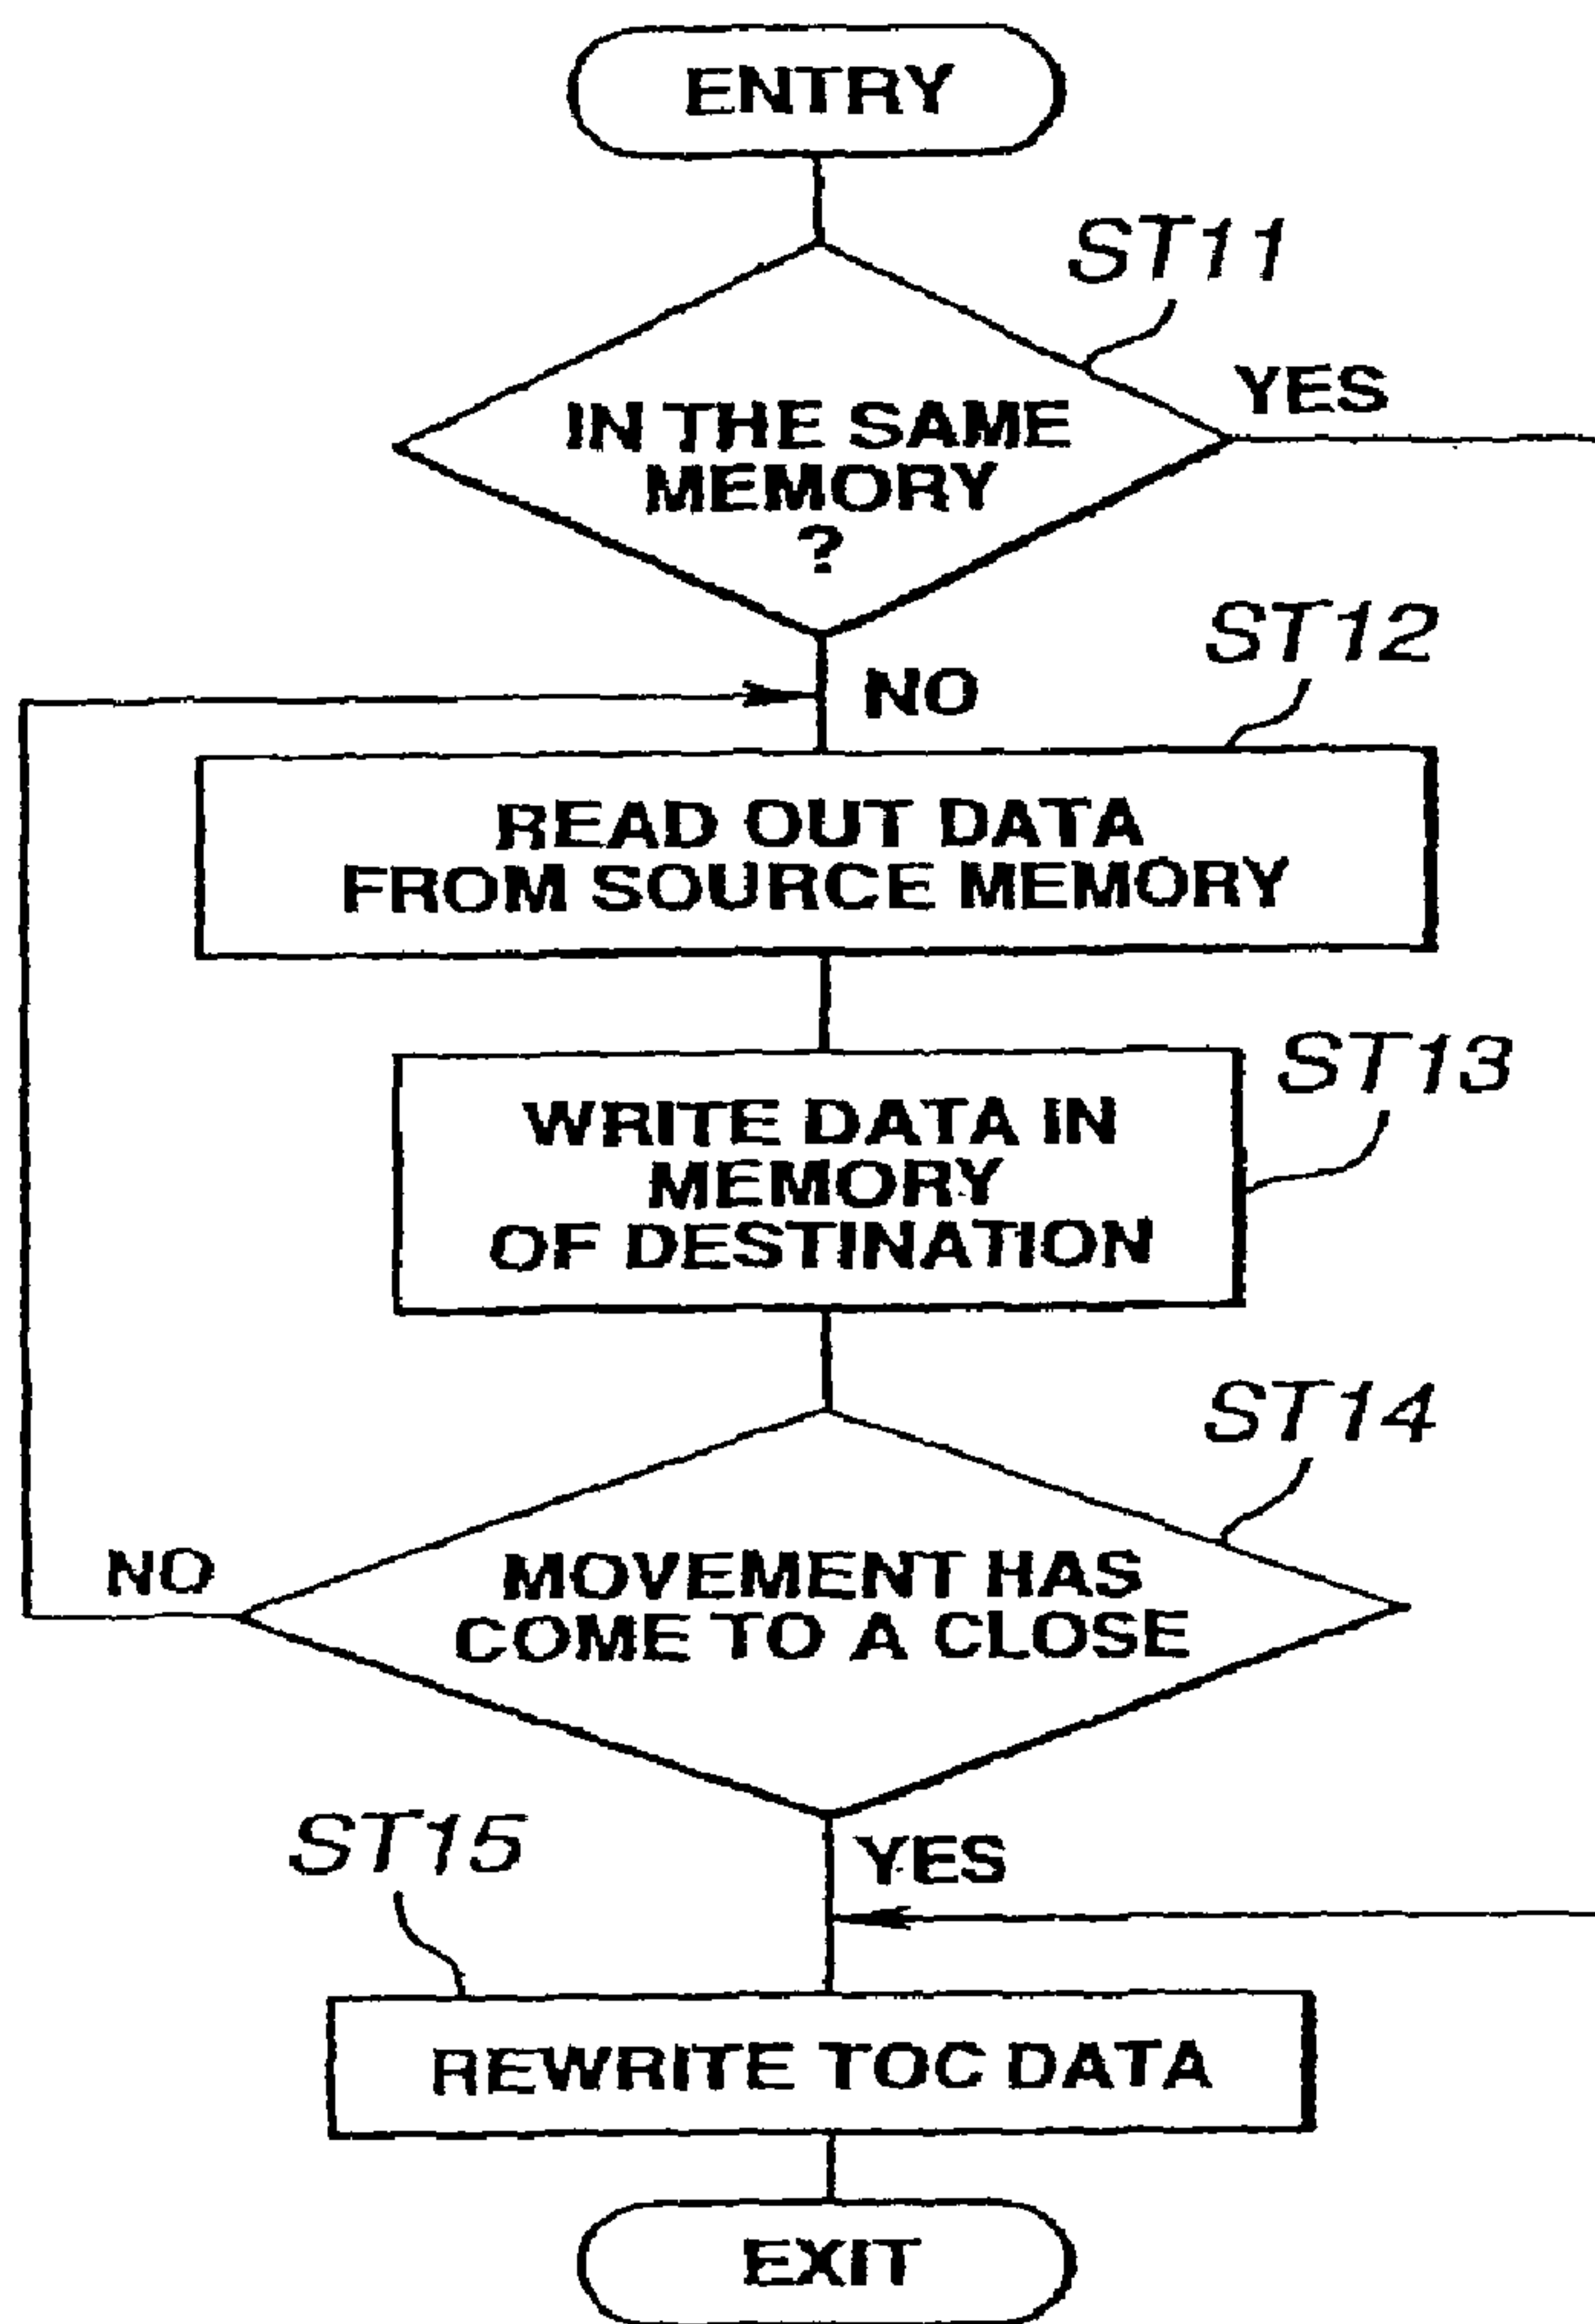 ENTRY
ST11
YES
IN THE SAME
MEMORY
?
ST12
NO
READ OUT DATA
FROM SOURCE MEMORY
ST13
WRITE DATA IN
MEMORY
OF DESTINATION
ST14
NO
MOVEMENT HAS
COME TO A CLOSE
ST15
YES
REWRITE TOC DATA
EXIT